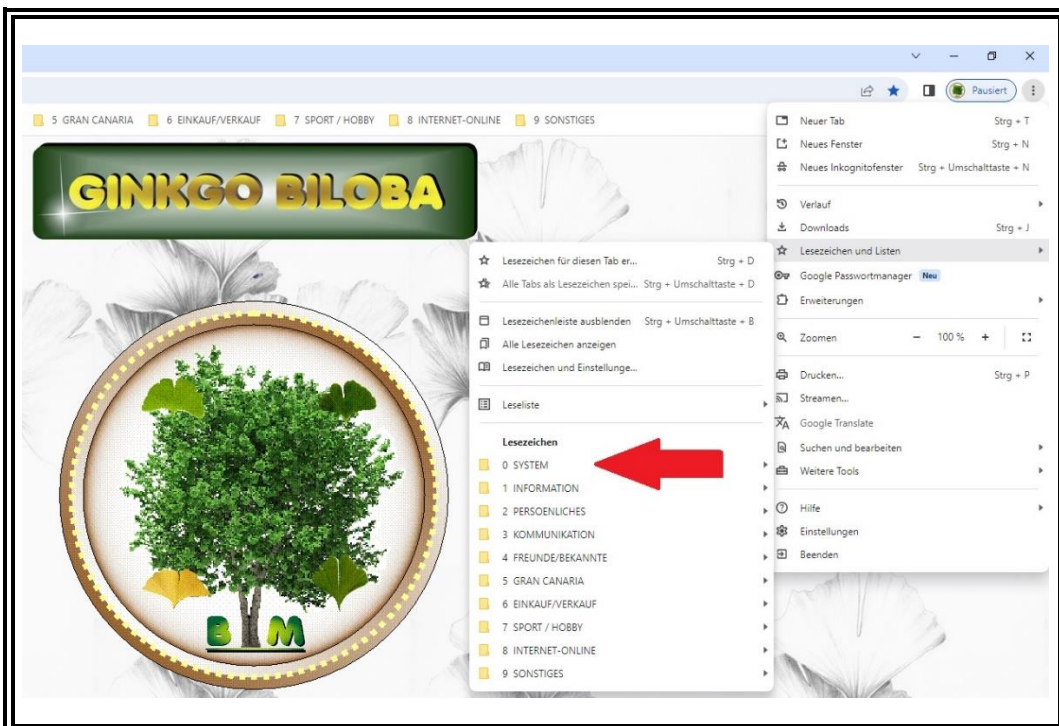 Pausiert
5 GRAN CANARIA 6 EINKAUF/VERKAUF 7 SPORT / HOBBY 8 INTERNET-ONLINE 9 SONSTIGES
GINKGO BILOBA
B M
Neuer Tab Strg + T
Neues Fenster Strg + N
Neues Inkognitofenster Strg + Umschalttaste + N
Verlauf
Downloads Strg + J
Lesezeichen und Listen
Google Passwortmanager Neu
Erweiterungen
Zoomen − 100 % +
Drucken... Strg + P
Streamen...
Google Translate
Suchen und bearbeiten
Weitere Tools
Hilfe
Einstellungen
Beenden
Lesezeichen für diesen Tab er... Strg + D
Alle Tabs als Lesezeichen spei... Strg + Umschalttaste + D
Lesezeichenleiste ausblenden Strg + Umschalttaste + B
Alle Lesezeichen anzeigen
Lesezeichen und Einstellunge...
Leseliste
Lesezeichen
0 SYSTEM
1 INFORMATION
2 PERSOENLICHES
3 KOMMUNIKATION
4 FREUNDE/BEKANNTE
5 GRAN CANARIA
6 EINKAUF/VERKAUF
7 SPORT / HOBBY
8 INTERNET-ONLINE
9 SONSTIGES